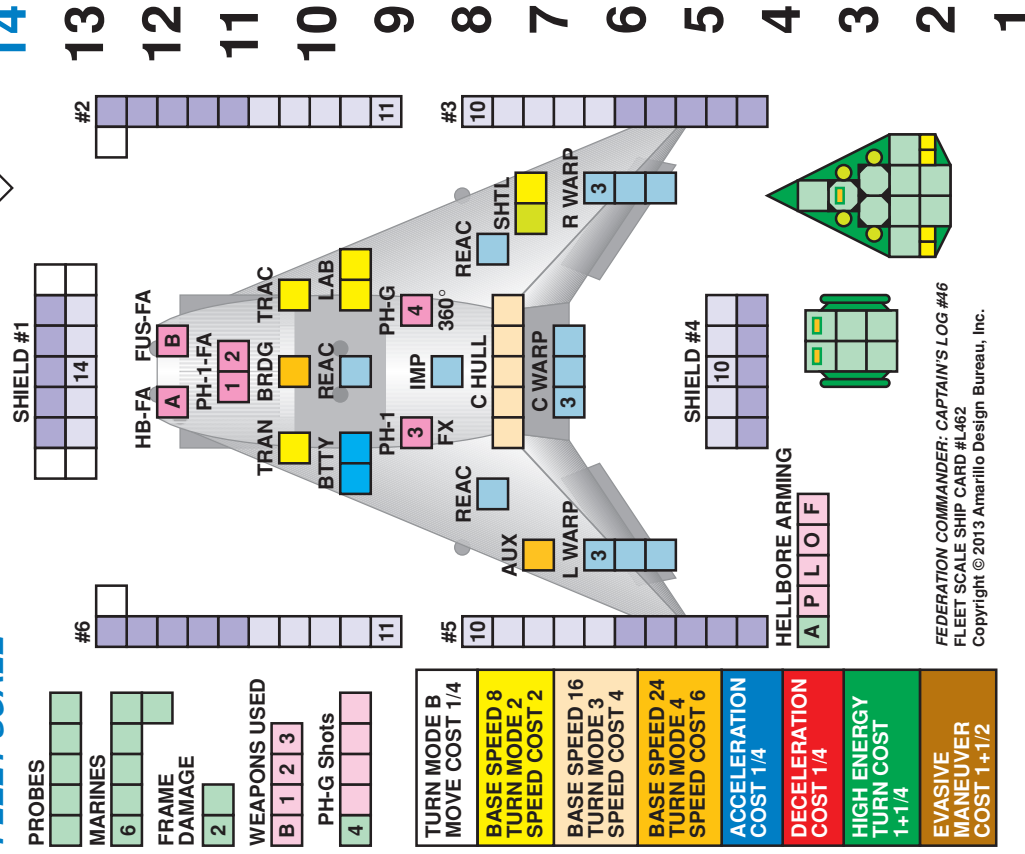 14
13
12
11
10
9
8
7
6
5
4
3
2
1
SHIELD #1
14
#2
11
#3
10
SHIELD #4
10
#5
10
#6
11
HB-FA
FUS-FA
A
B
PH-1-FA
1 2
TRAN
BRDG
TRAC
BTTY
REAC
LAB
PH-1
3
FX
PH-G
4
360°
IMP
REAC
C HULL
REAC
SHTL
AUX
L WARP
3
C WARP
3
R WARP
3
PROBES
MARINES
6
FRAME
DAMAGE
2
WEAPONS USED
B 1 2 3
PH-G Shots
4
TURN MODE B
MOVE COST 1/4
BASE SPEED 8
TURN MODE 2
SPEED COST 2
BASE SPEED 16
TURN MODE 3
SPEED COST 4
BASE SPEED 24
TURN MODE 4
SPEED COST 6
ACCELERATION
COST 1/4
DECELERATION
COST 1/4
HIGH ENERGY
TURN COST
1+1/4
EVASIVE
MANEUVER
COST 1+1/2
HELLBORE ARMING
A P L O F
FEDERATION COMMANDER: CAPTAIN'S LOG #46
FLEET SCALE SHIP CARD #L462
Copyright © 2013 Amarillo Design Bureau, Inc.